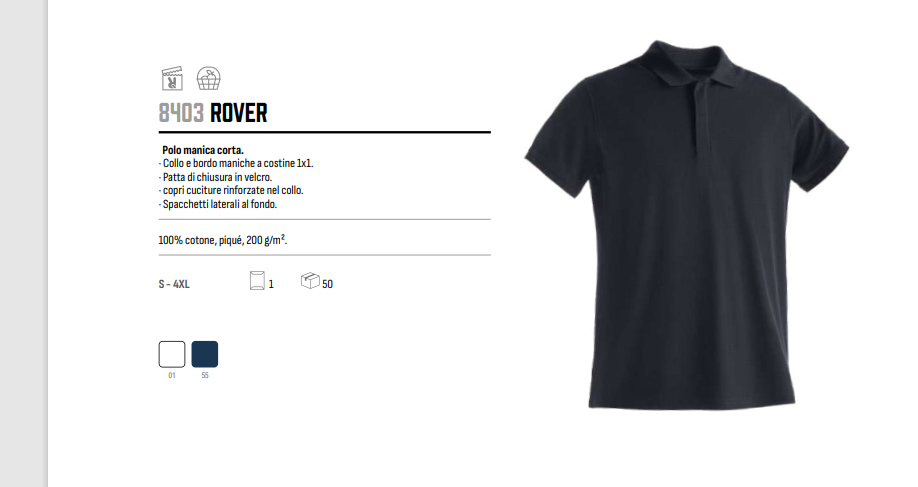 8403 ROVER
Polo manica corta.
· Collo e bordo maniche a costine 1x1.
· Patta di chiusura in velcro.
· copri cuciture rinforzate nel collo.
· Spacchetti laterali al fondo.
100% cotone, piqué, 200 g/m².
S - 4XL 1 50
01 55